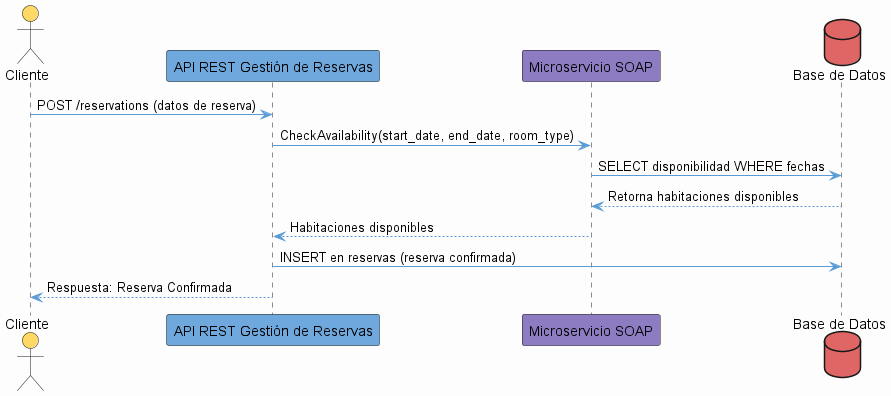 Cliente
API REST Gestión de Reservas
Microservicio SOAP
Base de Datos
POST /reservations (datos de reserva)
CheckAvailability(start_date, end_date, room_type)
SELECT disponibilidad WHERE fechas
Retorna habitaciones disponibles
Habitaciones disponibles
INSERT en reservas (reserva confirmada)
Respuesta: Reserva Confirmada
Cliente
API REST Gestión de Reservas
Microservicio SOAP
Base de Datos